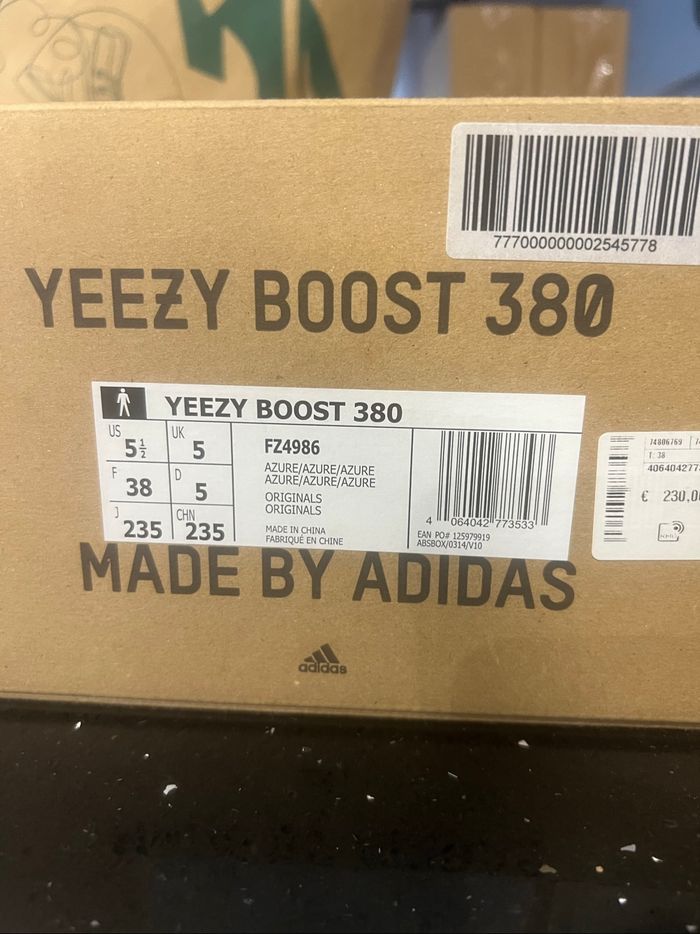 777000000002545778
YEEZY BOOST 380
YEEZY BOOST 380
US
5½
UK
5
F
38
D
5
J
235
CHN
235
FZ4986
AZURE/AZURE/AZURE
AZURE/AZURE/AZURE
ORIGINALS
ORIGINALS
MADE IN CHINA
FABRIQUÉ EN CHINE
4 064042 773533
EAN PO# 125979919
ABSBOX/0314/V10
74806769
T: 38
406404277
€ 230,0
MADE BY ADIDAS
adidas